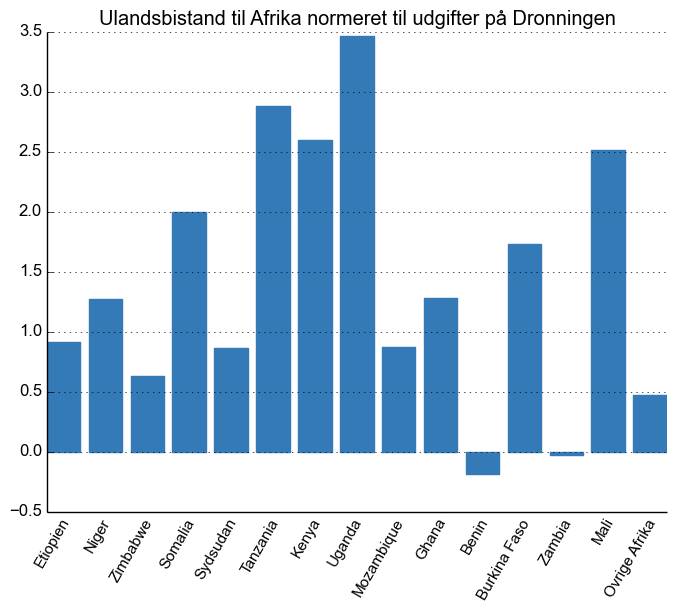 Ulandsbistand til Afrika normeret til udgifter på Dronningen
3.5
3.0
2.5
2.0
1.5
1.0
0.5
0.0
−0.5
Etiopien
Niger
Zimbabwe
Somalia
Sydsudan
Tanzania
Kenya
Uganda
Mozambique
Ghana
Benin
Burkina Faso
Zambia
Mali
Ovrige Afrika